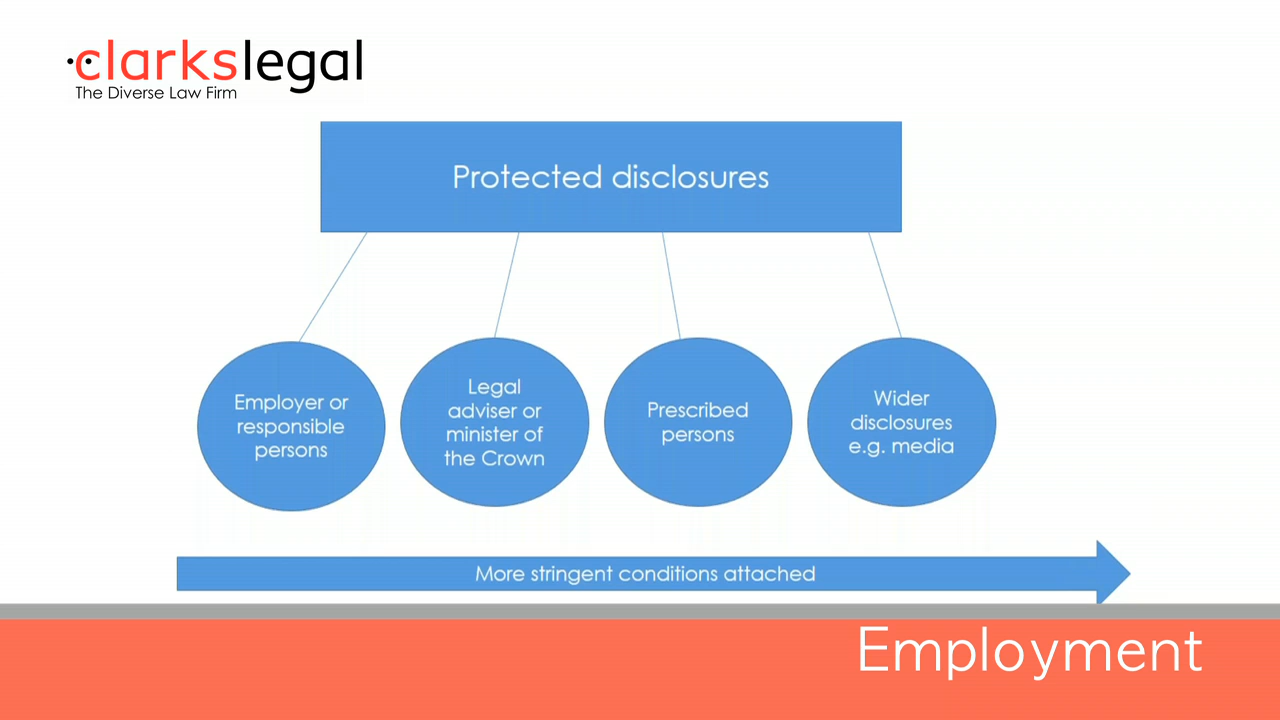 clarkslegal
The Diverse Law Firm
Protected disclosures
Employer or
responsible
persons
Legal
adviser or
minister of
the Crown
Prescribed
persons
Wider
disclosures
e.g. media
More stringent conditions attached
Employment